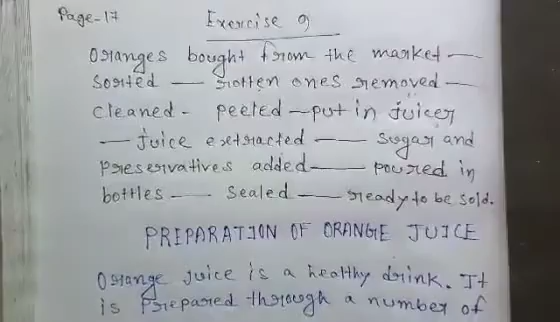 Page-17
Exercise 9
Oranges bought from the market —
sorted — rotten ones removed —
cleaned - peeled — put in juicer
— juice extracted — sugar and
preservatives added — poured in
bottles — sealed — ready to be sold.
PREPARATION OF ORANGE JUICE
Orange juice is a healthy drink. It
is prepared through a number of